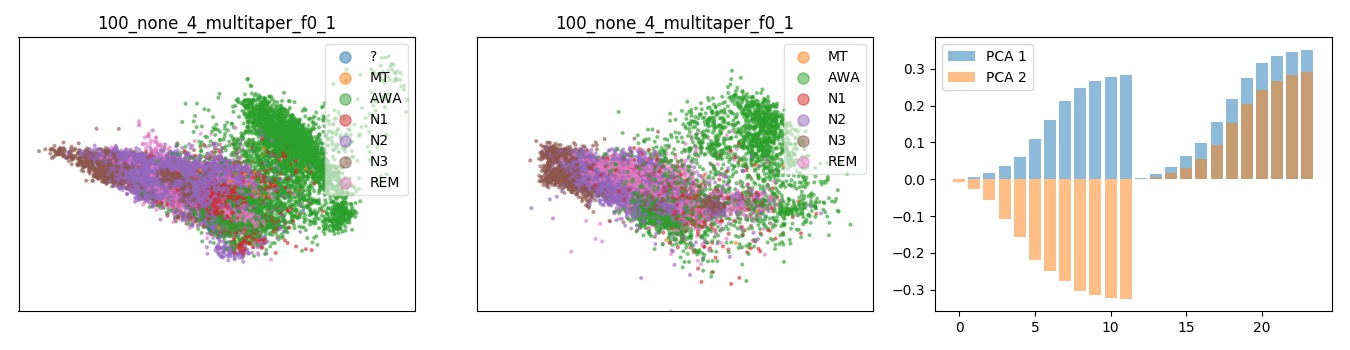 100_none_4_multitaper_f0_1
?
MT
AWA
N1
N2
N3
REM
100_none_4_multitaper_f0_1
MT
AWA
N1
N2
N3
REM
PCA 1
PCA 2
0.3
0.2
0.1
0.0
−0.1
−0.2
−0.3
0 5 10 15 20